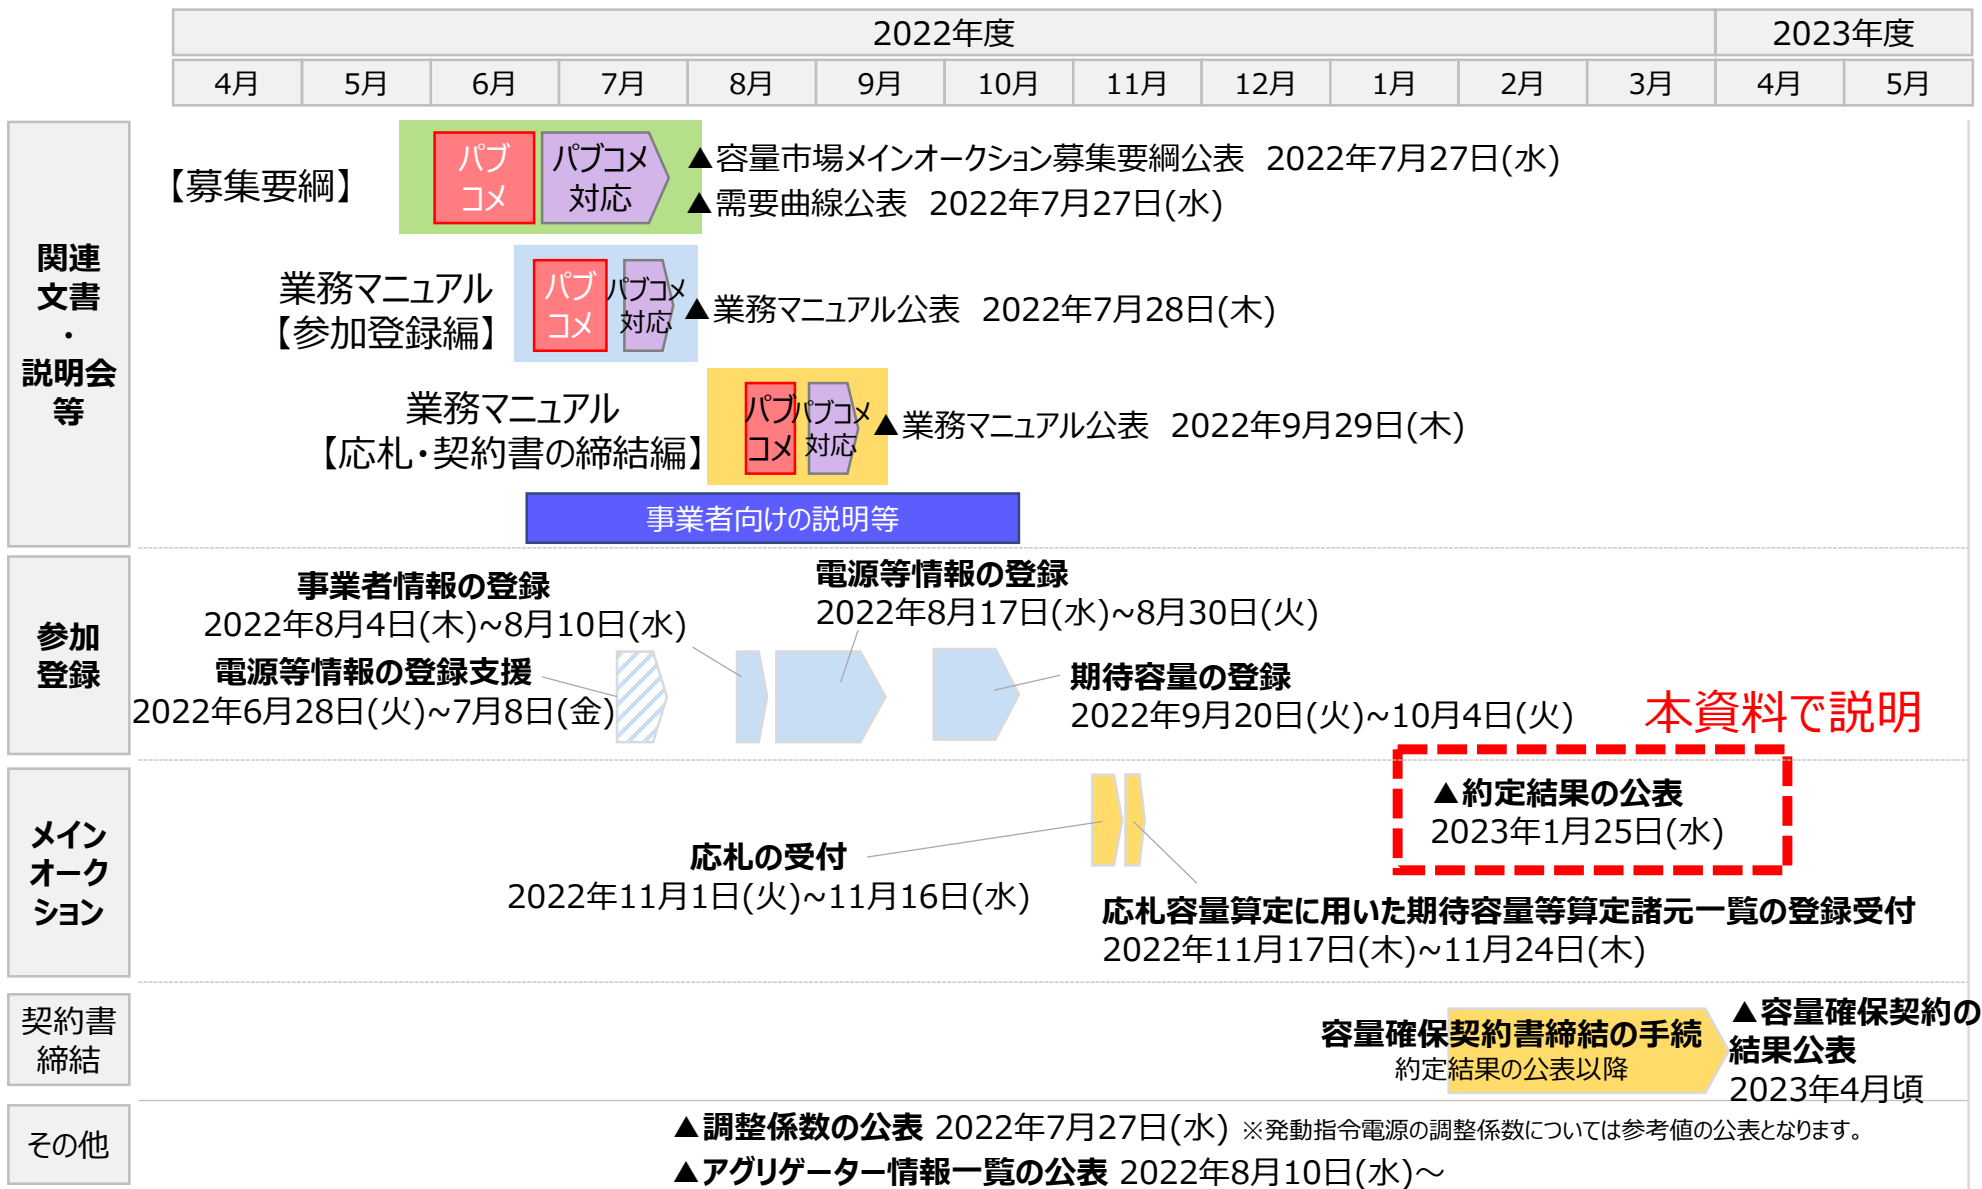 2022年度
2023年度
4月
5月
6月
7月
8月
9月
10月
11月
12月
1月
2月
3月
4月
5月
関連
文書
・
説明会
等
【募集要綱】
パブ
コメ
パブコメ
対応
▲容量市場メインオークション募集要綱公表 2022年7月27日(水)
▲需要曲線公表 2022年7月27日(水)
業務マニュアル
【参加登録編】
パブ
コメ
パブコメ
対応
▲業務マニュアル公表 2022年7月28日(木)
業務マニュアル
【応札・契約書の締結編】
パブ
コメ
パブコメ
対応
▲業務マニュアル公表 2022年9月29日(木)
事業者向けの説明等
参加
登録
事業者情報の登録
2022年8月4日(木)~8月10日(水)
電源等情報の登録
2022年8月17日(水)~8月30日(火)
電源等情報の登録支援
2022年6月28日(火)~7月8日(金)
期待容量の登録
2022年9月20日(火)~10月4日(火)
本資料で説明
メイン
オーク
ション
▲約定結果の公表
2023年1月25日(水)
応札の受付
2022年11月1日(火)~11月16日(水)
応札容量算定に用いた期待容量等算定諸元一覧の登録受付
2022年11月17日(木)~11月24日(木)
契約書
締結
容量確保契約書締結の手続
約定結果の公表以降
▲容量確保契約の
結果公表
2023年4月頃
その他
▲調整係数の公表 2022年7月27日(水) ※発動指令電源の調整係数については参考値の公表となります。
▲アグリゲーター情報一覧の公表 2022年8月10日(水)～